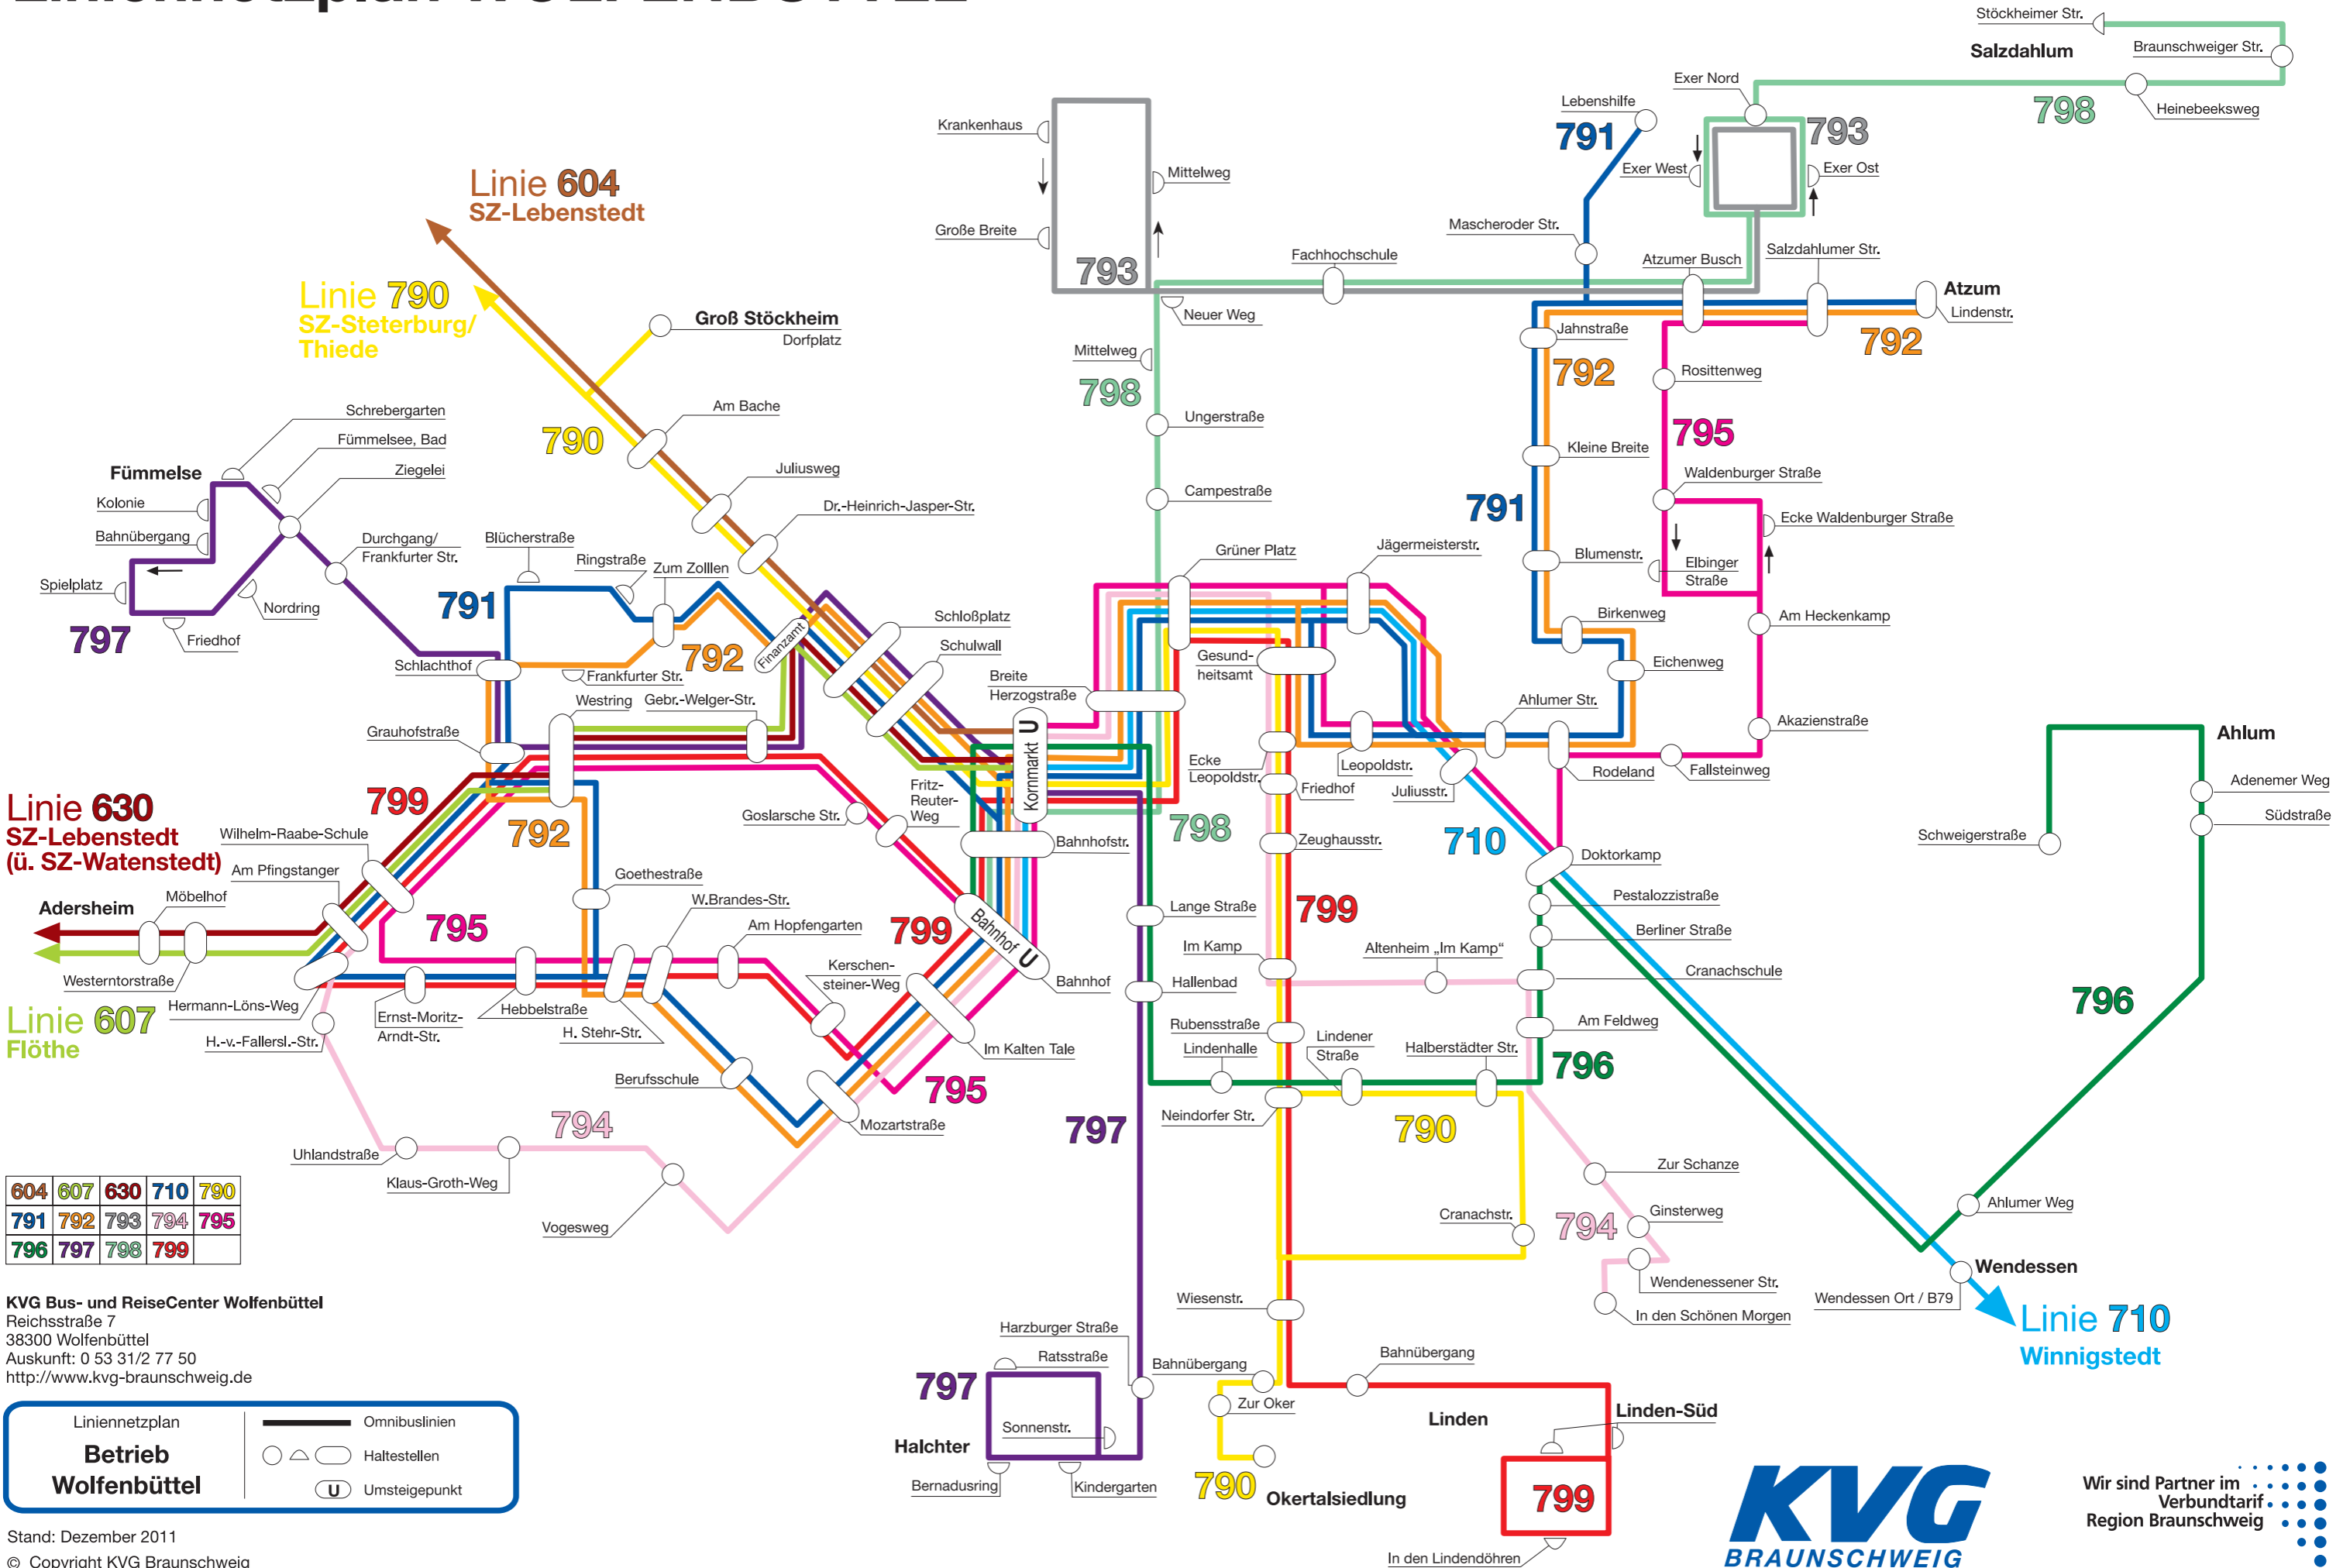 Liniennetzplan WOLFENBÜTTEL
Stöckheimer Str.
Salzdahlum
Braunschweiger Str.
Exer Nord
798
Heinebeeksweg
Lebenshilfe
791
793
Krankenhaus
Mittelweg
Exer West
Exer Ost
Linie 604
SZ-Lebenstedt
Große Breite
793
Mascheroder Str.
Fachhochschule
Atzumer Busch
Salzdahlumer Str.
Linie 790
SZ-Steterburg/
Thiede
Groß Stöckheim
Dorfplatz
Neuer Weg
Atzum
Lindenstr.
Jahnstraße
792
792
Mittelweg
798
Rosittenweg
Schrebergarten
Am Bache
790
Ungerstraße
795
Fümmelsee, Bad
Kleine Breite
Fümmelse
Ziegelei
Juliusweg
Waldenburger Straße
Kolonie
Campestraße
791
Dr.-Heinrich-Jasper-Str.
Ecke Waldenburger Straße
Bahnübergang
Durchgang/
Frankfurter Str.
Blücherstraße
Ringstraße
Zum Zolllen
Grüner Platz
Jägermeisterstr.
Blumenstr.
Elbinger
Straße
Spielplatz
Nordring
791
797
Friedhof
Schloßplatz
Birkenweg
Am Heckenkamp
Finanzamt
792
Schulwall
Schlachthof
Frankfurter Str.
Gesund-
heitsamt
Eichenweg
Westring
Gebr.-Welger-Str.
Breite
Herzogstraße
Ahlumer Str.
Akazienstraße
Grauhofstraße
Kornmarkt U
Ecke
Leopoldstr.
Leopoldstr.
Rodeland
Fallsteinweg
Ahlum
Friedhof
Juliusstr.
Adenemer Weg
Südstraße
Linie 630
SZ-Lebenstedt
(ü. SZ-Watenstedt)
799
792
Goslarsche Str.
Fritz-
Reuter-
Weg
798
710
Schweigerstraße
Wilhelm-Raabe-Schule
Bahnhofstr.
Zeughausstr.
Doktorkamp
Am Pfingstanger
Goethestraße
Pestalozzistraße
Möbelhof
W.Brandes-Str.
Adersheim
795
Am Hopfengarten
799
Bahnhof U
Lange Straße
799
Berliner Straße
Im Kamp
Altenheim „Im Kamp“
Cranachschule
Westerntorstraße
Kerschen-
steiner-Weg
Bahnhof
Hallenbad
796
Linie 607
Flöthe
Hermann-Löns-Weg
Ernst-Moritz-
Arndt-Str.
Hebbelstraße
H. Stehr-Str.
H.-v.-Fallersl.-Str.
Im Kalten Tale
Rubensstraße
Lindenhalle
Lindener
Straße
Halberstädter Str.
Am Feldweg
796
Berufsschule
795
Neindorfer Str.
790
Mozartstraße
797
794
Uhlandstraße
Klaus-Groth-Weg
Zur Schanze
604 607 630 710 790
791 792 793 794 795
796 797 798 799
Vogesweg
Cranachstr.
794
Ginsterweg
Ahlumer Weg
Wendenessener Str.
Wendessen
Wendessen Ort / B79
In den Schönen Morgen
Linie 710
Winnigstedt
KVG Bus- und ReiseCenter Wolfenbüttel
Reichsstraße 7
38300 Wolfenbüttel
Auskunft: 0 53 31/2 77 50
http://www.kvg-braunschweig.de
Wiesenstr.
Harzburger Straße
Ratsstraße
Bahnübergang
Bahnübergang
797
Zur Oker
Linden
Linden-Süd
Sonnenstr.
Halchter
Bernadusring
Kindergarten
790
Okertalsiedlung
799
In den Lindendöhren
Liniennetzplan
Betrieb
Wolfenbüttel
Omnibuslinien
Haltestellen
U Umsteigepunkt
Stand: Dezember 2011
© Copyright KVG Braunschweig
KVG
BRAUNSCHWEIG
Wir sind Partner im
Verbundtarif
Region Braunschweig